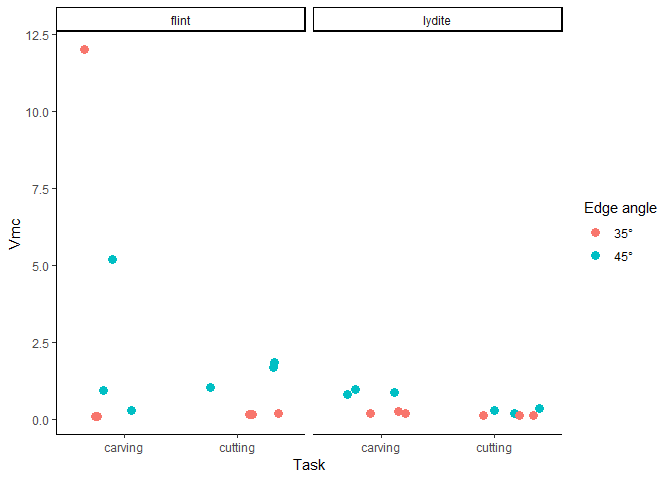 flint
lydite
12.5
10.0
7.5
5.0
2.5
0.0
Vmc
carving
cutting
carving
cutting
Task
Edge angle
35°
45°